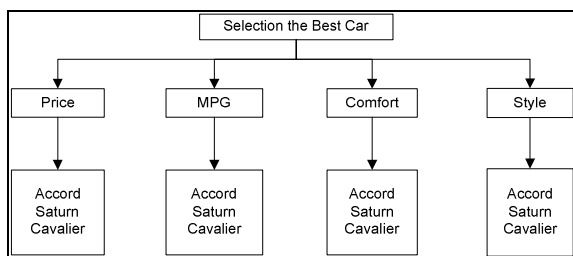 Selection the Best Car
Price
MPG
Comfort
Style
Accord
Saturn
Cavalier
Accord
Saturn
Cavalier
Accord
Saturn
Cavalier
Accord
Saturn
Cavalier